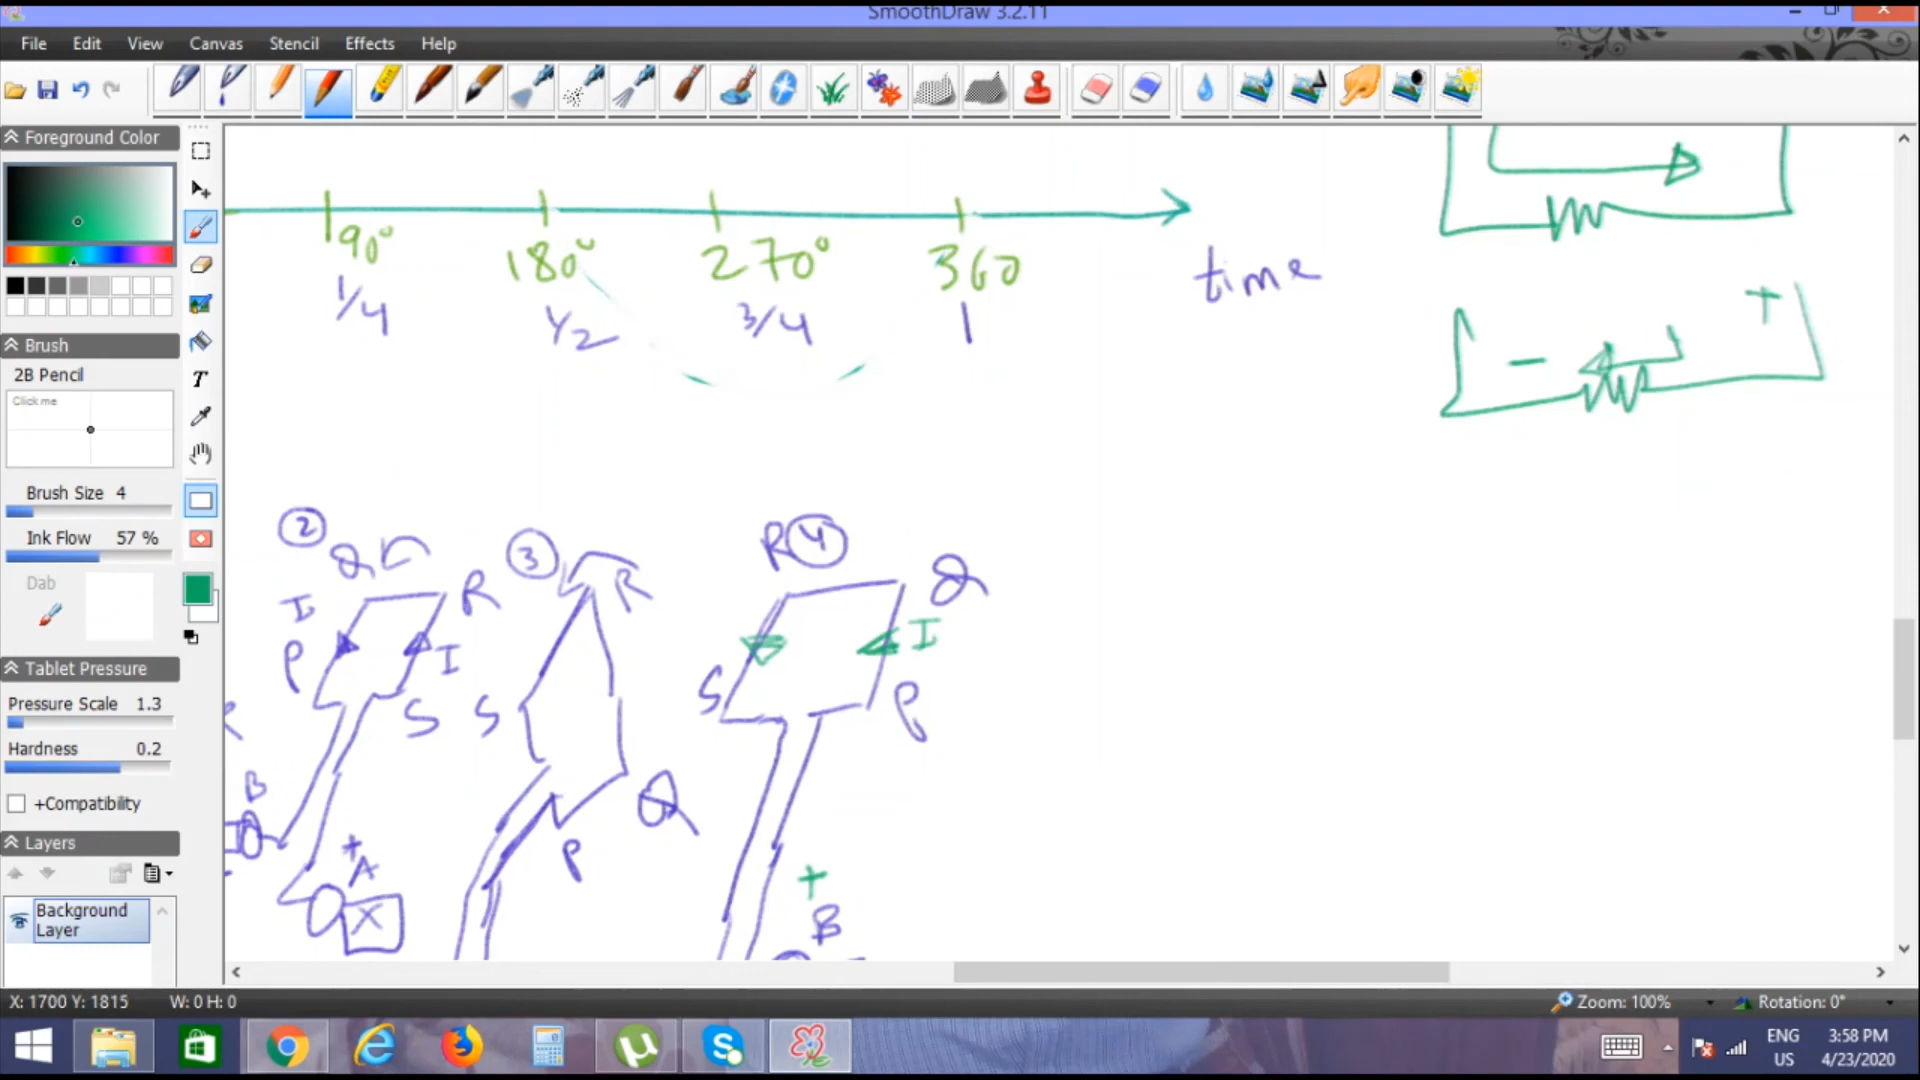 SmoothDraw 3.2.11
File Edit View Canvas Stencil Effects Help
Foreground Color
Brush
2B Pencil
Click me
Brush Size 4
Ink Flow 57 %
Dab
Tablet Pressure
Pressure Scale 1.3
Hardness 0.2
+Compatibility
Layers
Background
Layer
90° 180° 270° 360 time
1/4 1/2 3/4 1
- +
2 Q R I P I S
B + A X
3 R S Q P
R 4 Q I S P
+ B
X: 1700 Y: 1815 W: 0 H: 0 Zoom: 100% Rotation: 0°
ENG
US
3:58 PM
4/23/2020